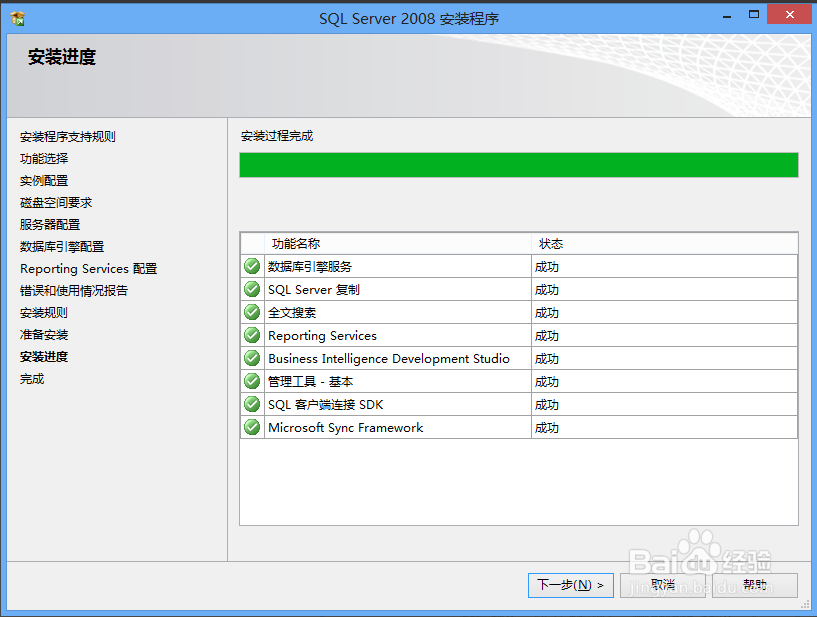 SQL Server 2008 安装程序
安装进度
安装程序支持规则
功能选择
实例配置
磁盘空间要求
服务器配置
数据库引擎配置
Reporting Services 配置
错误和使用情况报告
安装规则
准备安装
安装进度
完成
安装过程完成
功能名称 状态
数据库引擎服务 成功
SQL Server 复制 成功
全文搜索 成功
Reporting Services 成功
Business Intelligence Development Studio 成功
管理工具 - 基本 成功
SQL 客户端连接 SDK 成功
Microsoft Sync Framework 成功
Baidu 经验
jingyan.baidu.com
下一步(N) > 取消 帮助